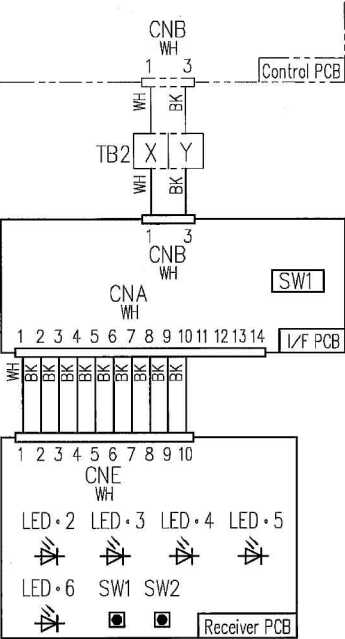 CNB
WH
1 3
Control PCB
WH BK
TB2 X Y
WH BK
1 3
CNB
WH
SW1
CNA
WH
1 2 3 4 5 6 7 8 9 10 11 12 13 14
I/F PCB
WH BK BK BK BK BK BK BK BK BK
1 2 3 4 5 6 7 8 9 10
CNE
WH
LED・2 LED・3 LED・4 LED・5
LED・6 SW1 SW2
Receiver PCB